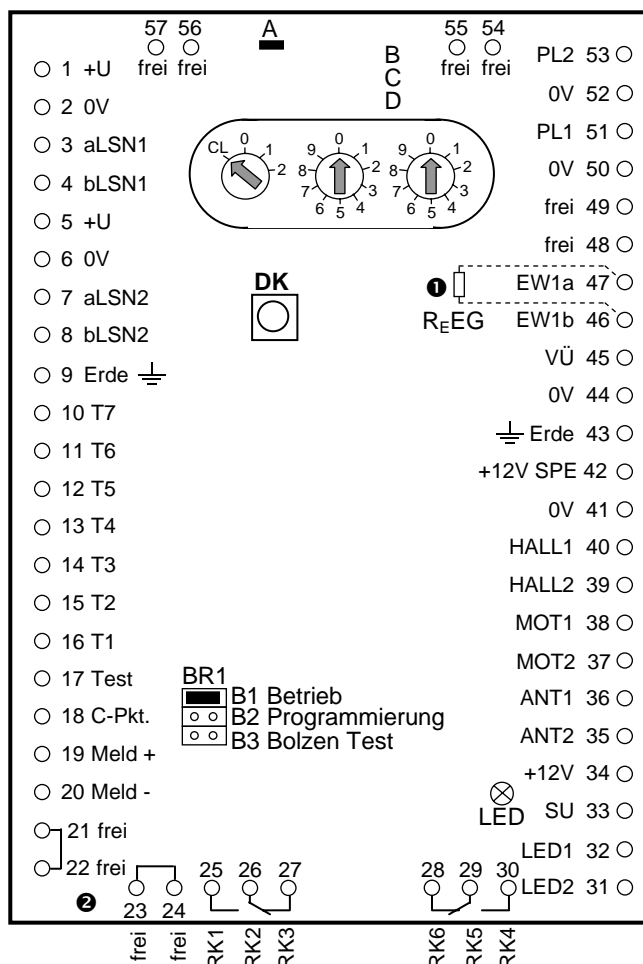 57 56
frei frei
A
B
C
D
55 54
frei frei
1 +U
2 0V
3 aLSN1
4 bLSN1
5 +U
6 0V
7 aLSN2
8 bLSN2
9 Erde
10 T7
11 T6
12 T5
13 T4
14 T3
15 T2
16 T1
17 Test
18 C-Pkt.
19 Meld +
20 Meld -
21 frei
22 frei
CL 0 1 2
0 1 2 3 4 5 6 7 8 9
0 1 2 3 4 5 6 7 8 9
DK
❶
REEG
BR1
B1 Betrieb
B2 Programmierung
B3 Bolzen Test
LED
PL2 53
0V 52
PL1 51
0V 50
frei 49
frei 48
EW1a 47
EW1b 46
VÜ 45
0V 44
Erde 43
+12V SPE 42
0V 41
HALL1 40
HALL2 39
MOT1 38
MOT2 37
ANT1 36
ANT2 35
+12V 34
SU 33
LED1 32
LED2 31
❷
23 24 25 26 27 28 29 30
frei frei RK1 RK2 RK3 RK6 RK5 RK4